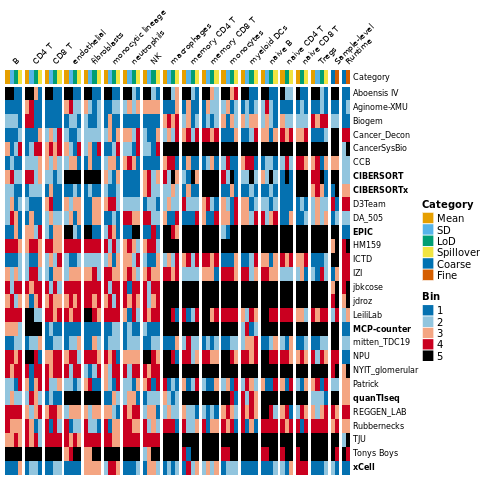 B
CD4 T
CD8 T
endothelial
fibroblasts
monocytic lineage
neutrophils
NK
macrophages
memory CD4 T
memory CD8 T
monocytes
myeloid DCs
naive B
naive CD4 T
naive CD8 T
Tregs
Sample-level
Runtime
Category
Aboensis IV
Aginome-XMU
Biogem
Cancer_Decon
CancerSysBio
CCB
CIBERSORT
CIBERSORTx
D3Team
DA_505
EPIC
HM159
ICTD
IZI
jbkcose
jdroz
LeiliLab
MCP-counter
mitten_TDC19
NPU
NYIT_glomerular
Patrick
quanTIseq
REGGEN_LAB
Rubbernecks
TJU
Tonys Boys
xCell
Category
Mean
SD
LoD
Spillover
Coarse
Fine
Bin
1
2
3
4
5